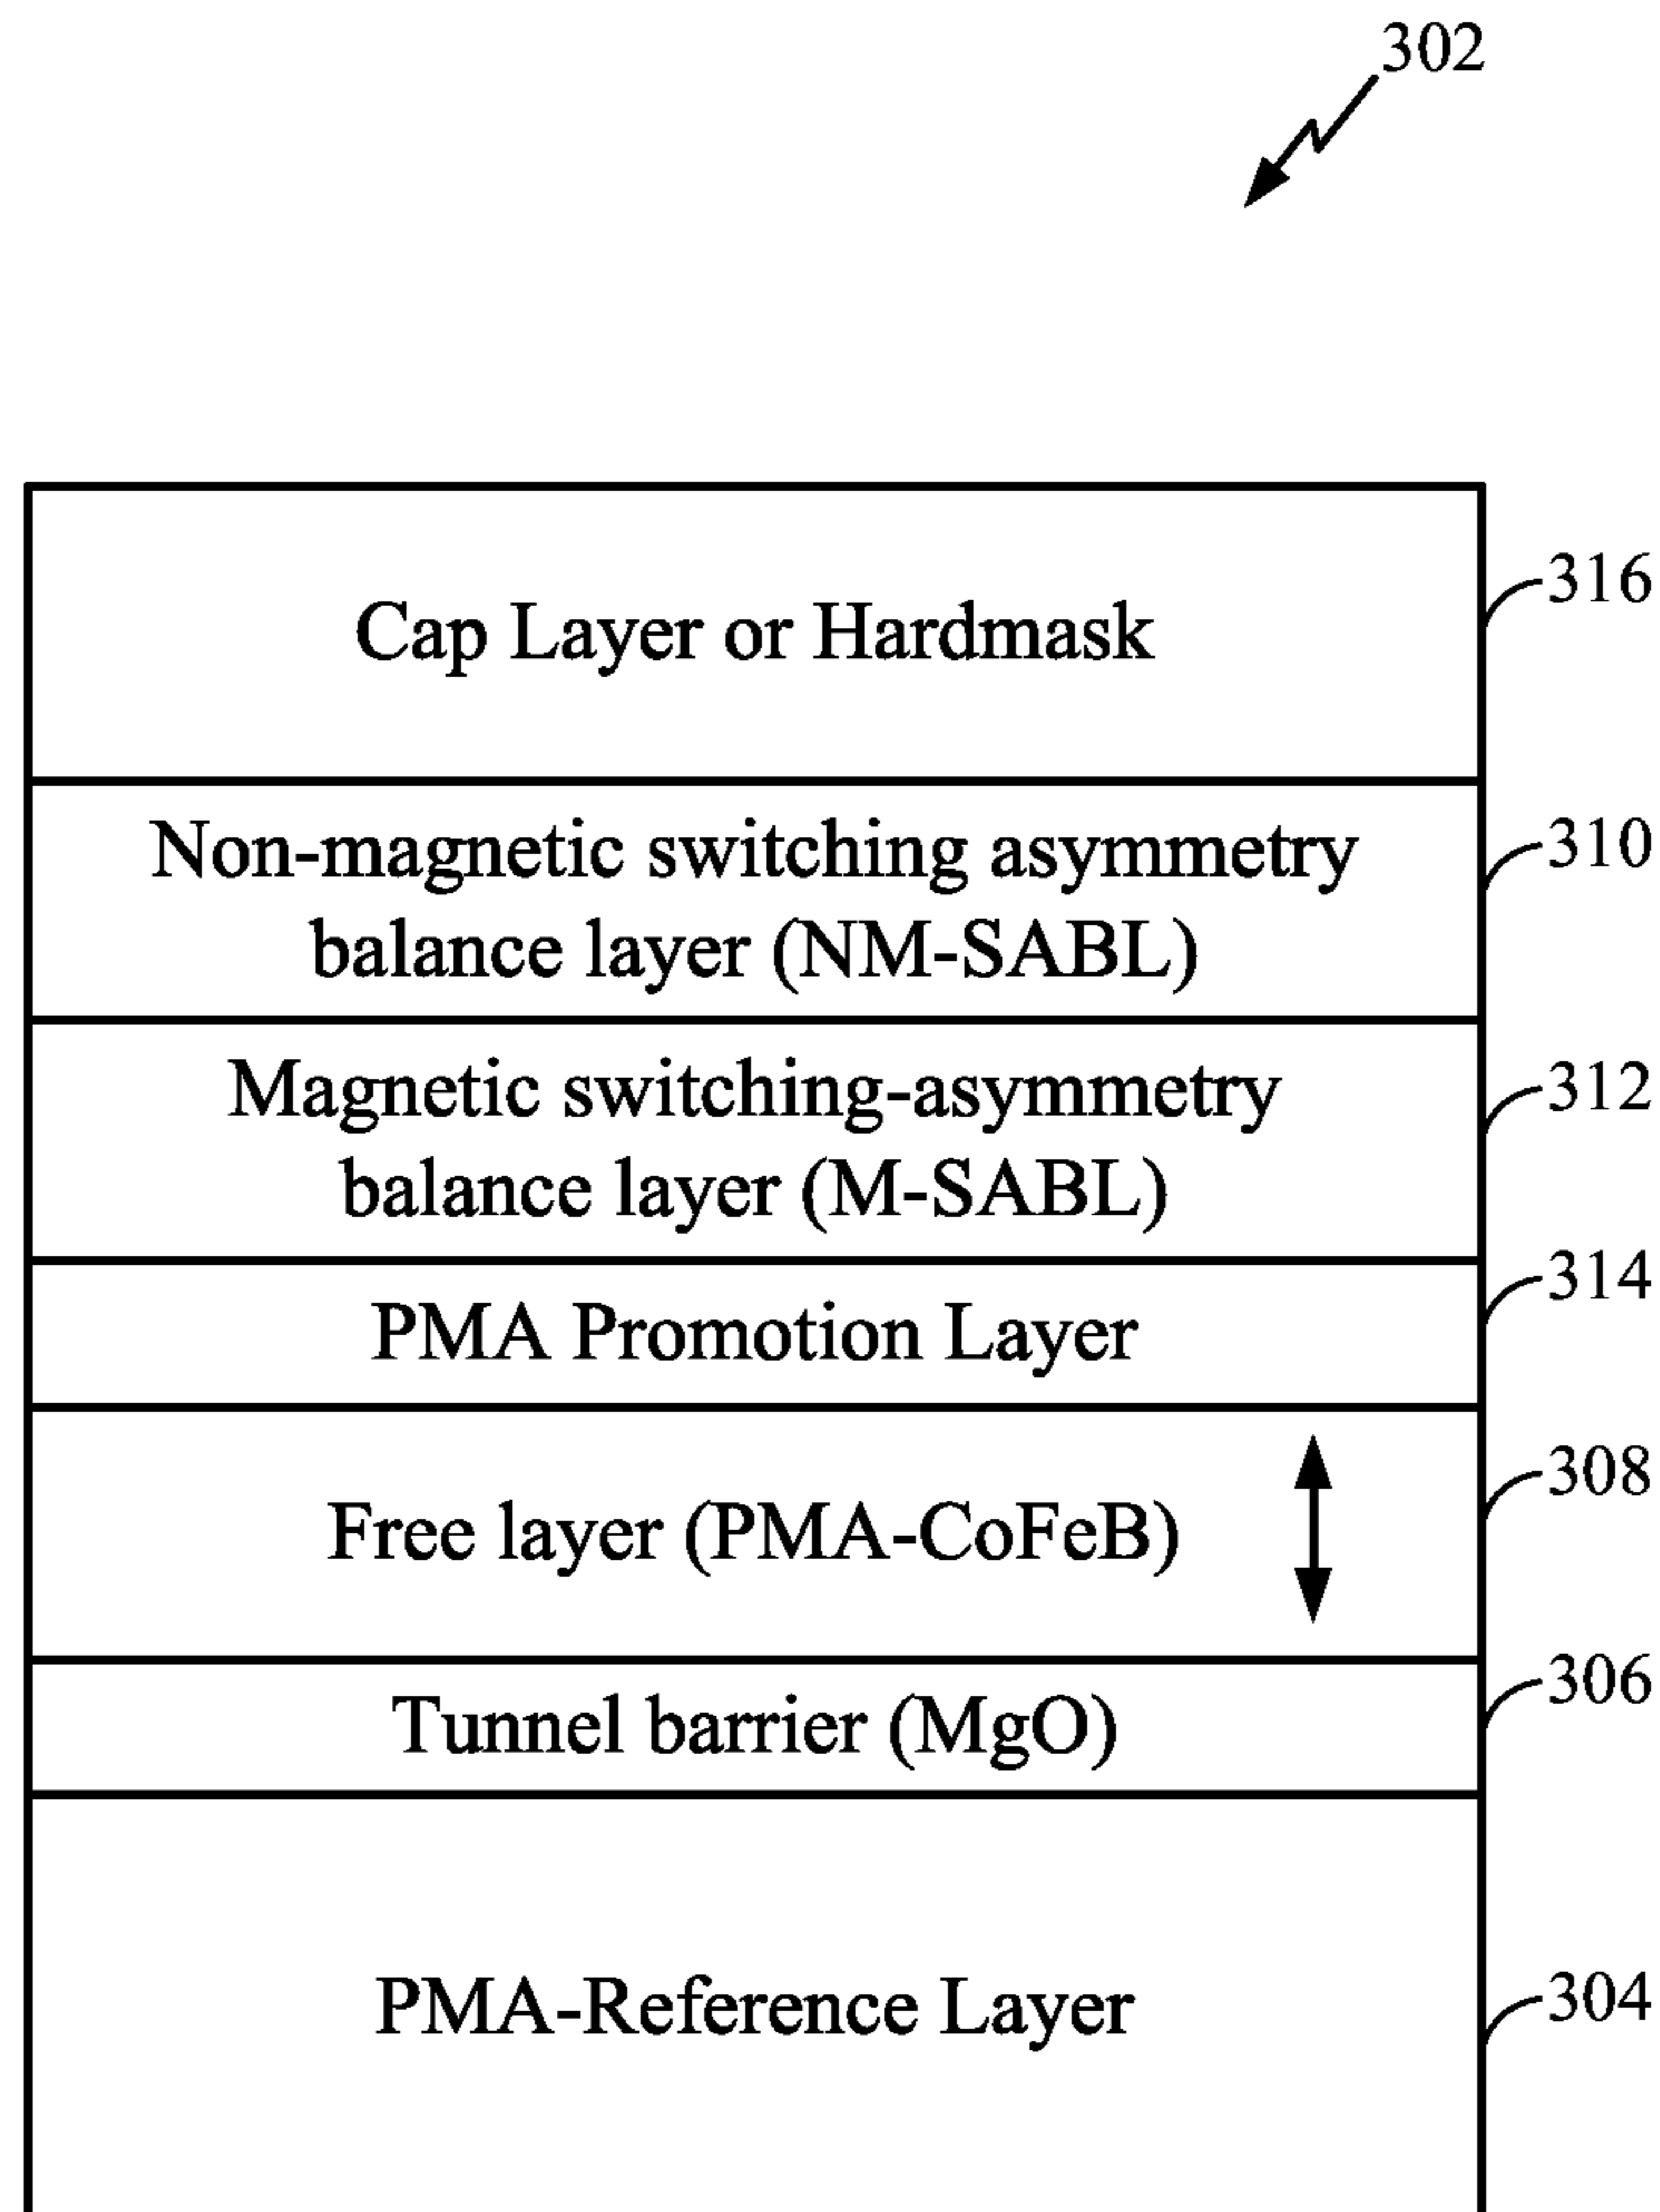 302
Cap Layer or Hardmask
316
Non-magnetic switching asymmetry
balance layer (NM-SABL)
310
Magnetic switching-asymmetry
balance layer (M-SABL)
312
PMA Promotion Layer
314
Free layer (PMA-CoFeB)
308
Tunnel barrier (MgO)
306
PMA-Reference Layer
304